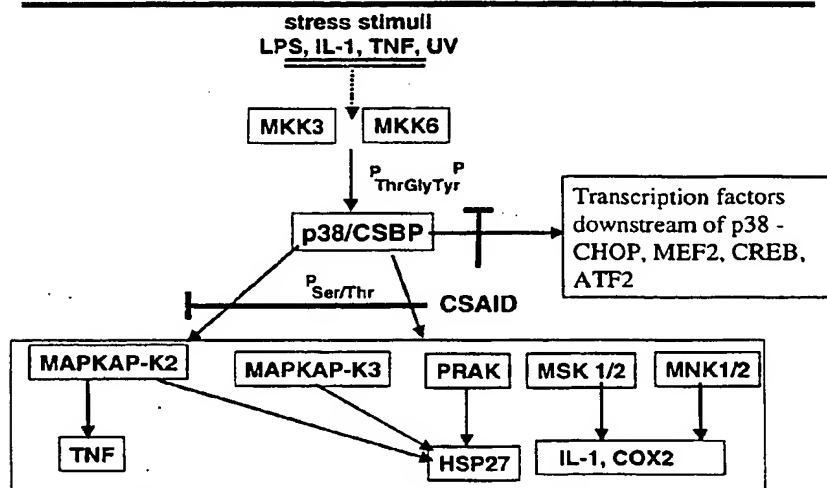 stress stimuli
LPS, IL-1, TNF, UV
MKK3
MKK6
P
ThrGlyTyr
P
p38/CSBP
Transcription factors
downstream of p38 -
CHOP, MEF2, CREB,
ATF2
P
Ser/Thr
CSAID
MAPKAP-K2
MAPKAP-K3
PRAK
MSK 1/2
MNK1/2
TNF
HSP27
IL-1, COX2